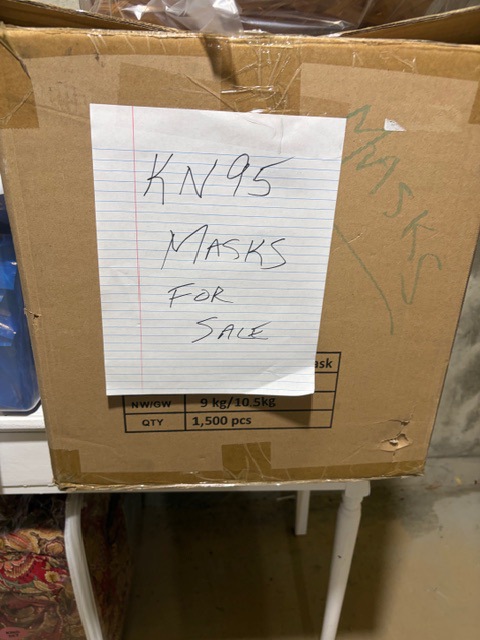 KN95
MASKS
FOR
SALE
MASKS
ask
NW/GW 9 kg/10.5kg
QTY 1,500 pcs